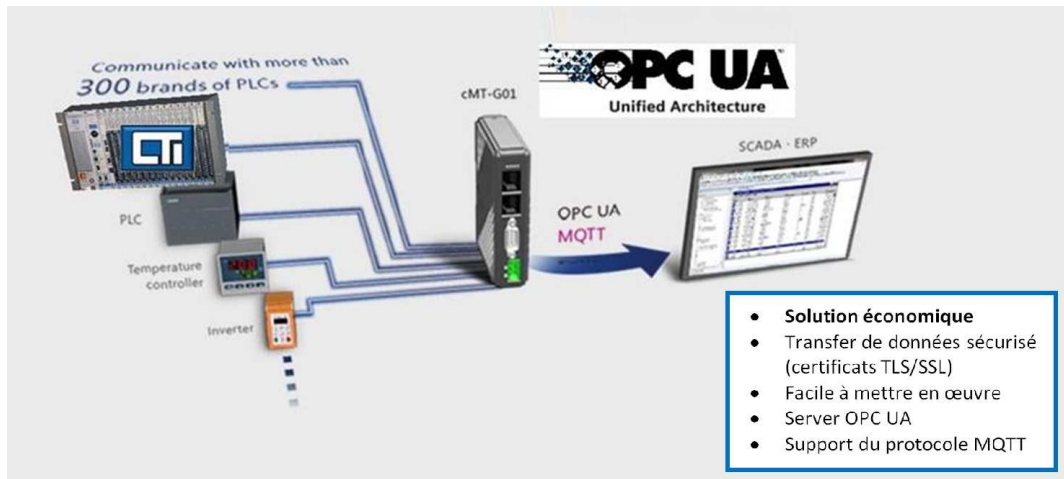 Communicate with more than
300 brands of PLCs
CTi
PLC
Temperature
controller
Inverter
cMT-G01
OPC UA
Unified Architecture
OPC UA
MQTT
SCADA - ERP
• Solution économique
• Transfer de données sécurisé
(certificats TLS/SSL)
• Facile à mettre en œuvre
• Server OPC UA
• Support du protocole MQTT